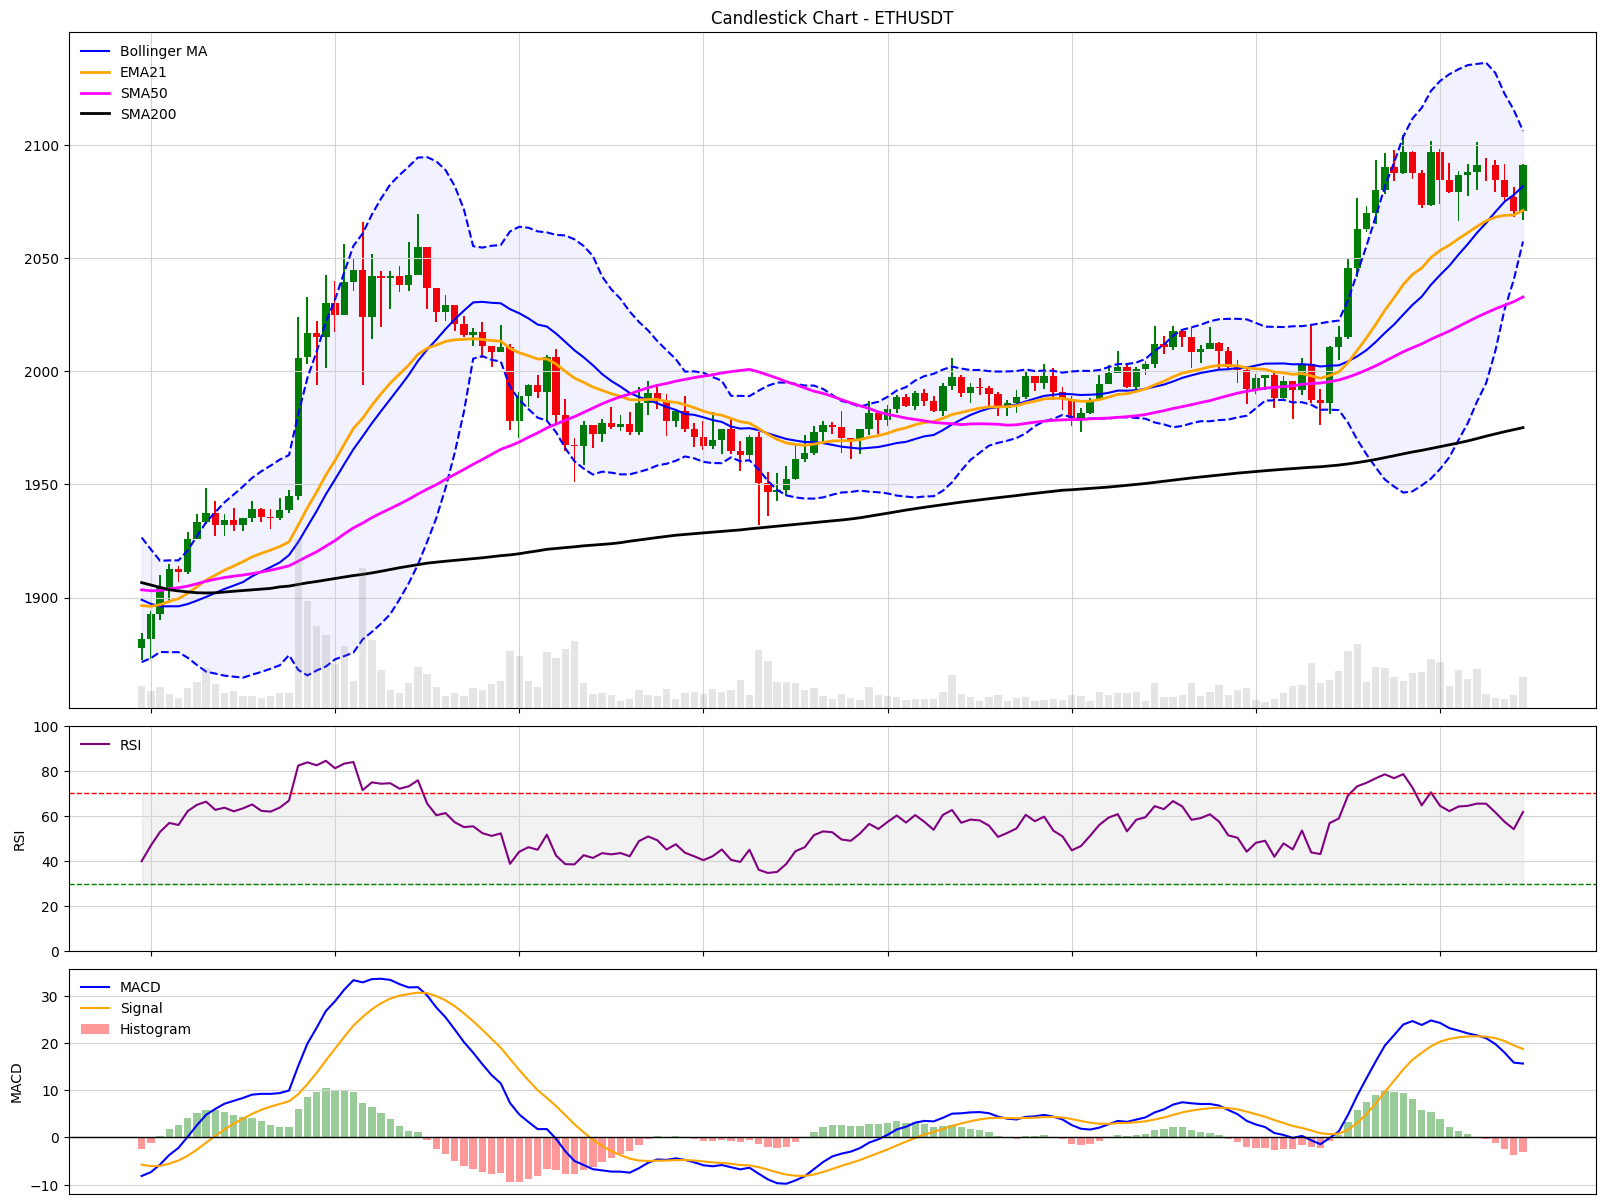 Candlestick Chart - ETHUSDT
Bollinger MA
EMA21
SMA50
SMA200
2100
2050
2000
1950
1900
RSI
100
80
60
40
20
0
RSI
MACD
Signal
Histogram
30
20
10
0
−10
MACD